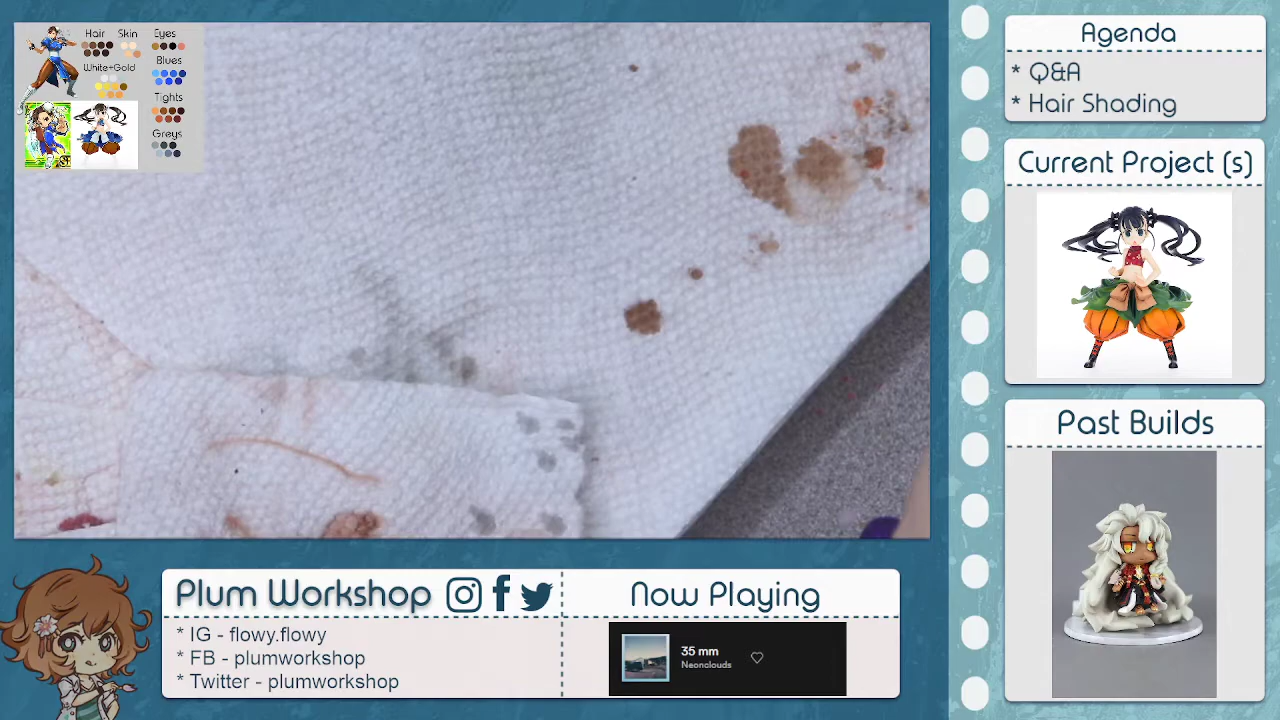 Hair Skin Eyes
White+Gold
Blues
Tights
Greys
Agenda
* Q&A
* Hair Shading
Current Project (s)
Past Builds
Plum Workshop
* IG - flowy.flowy
* FB - plumworkshop
* Twitter - plumworkshop
Now Playing
35 mm
Neonclouds